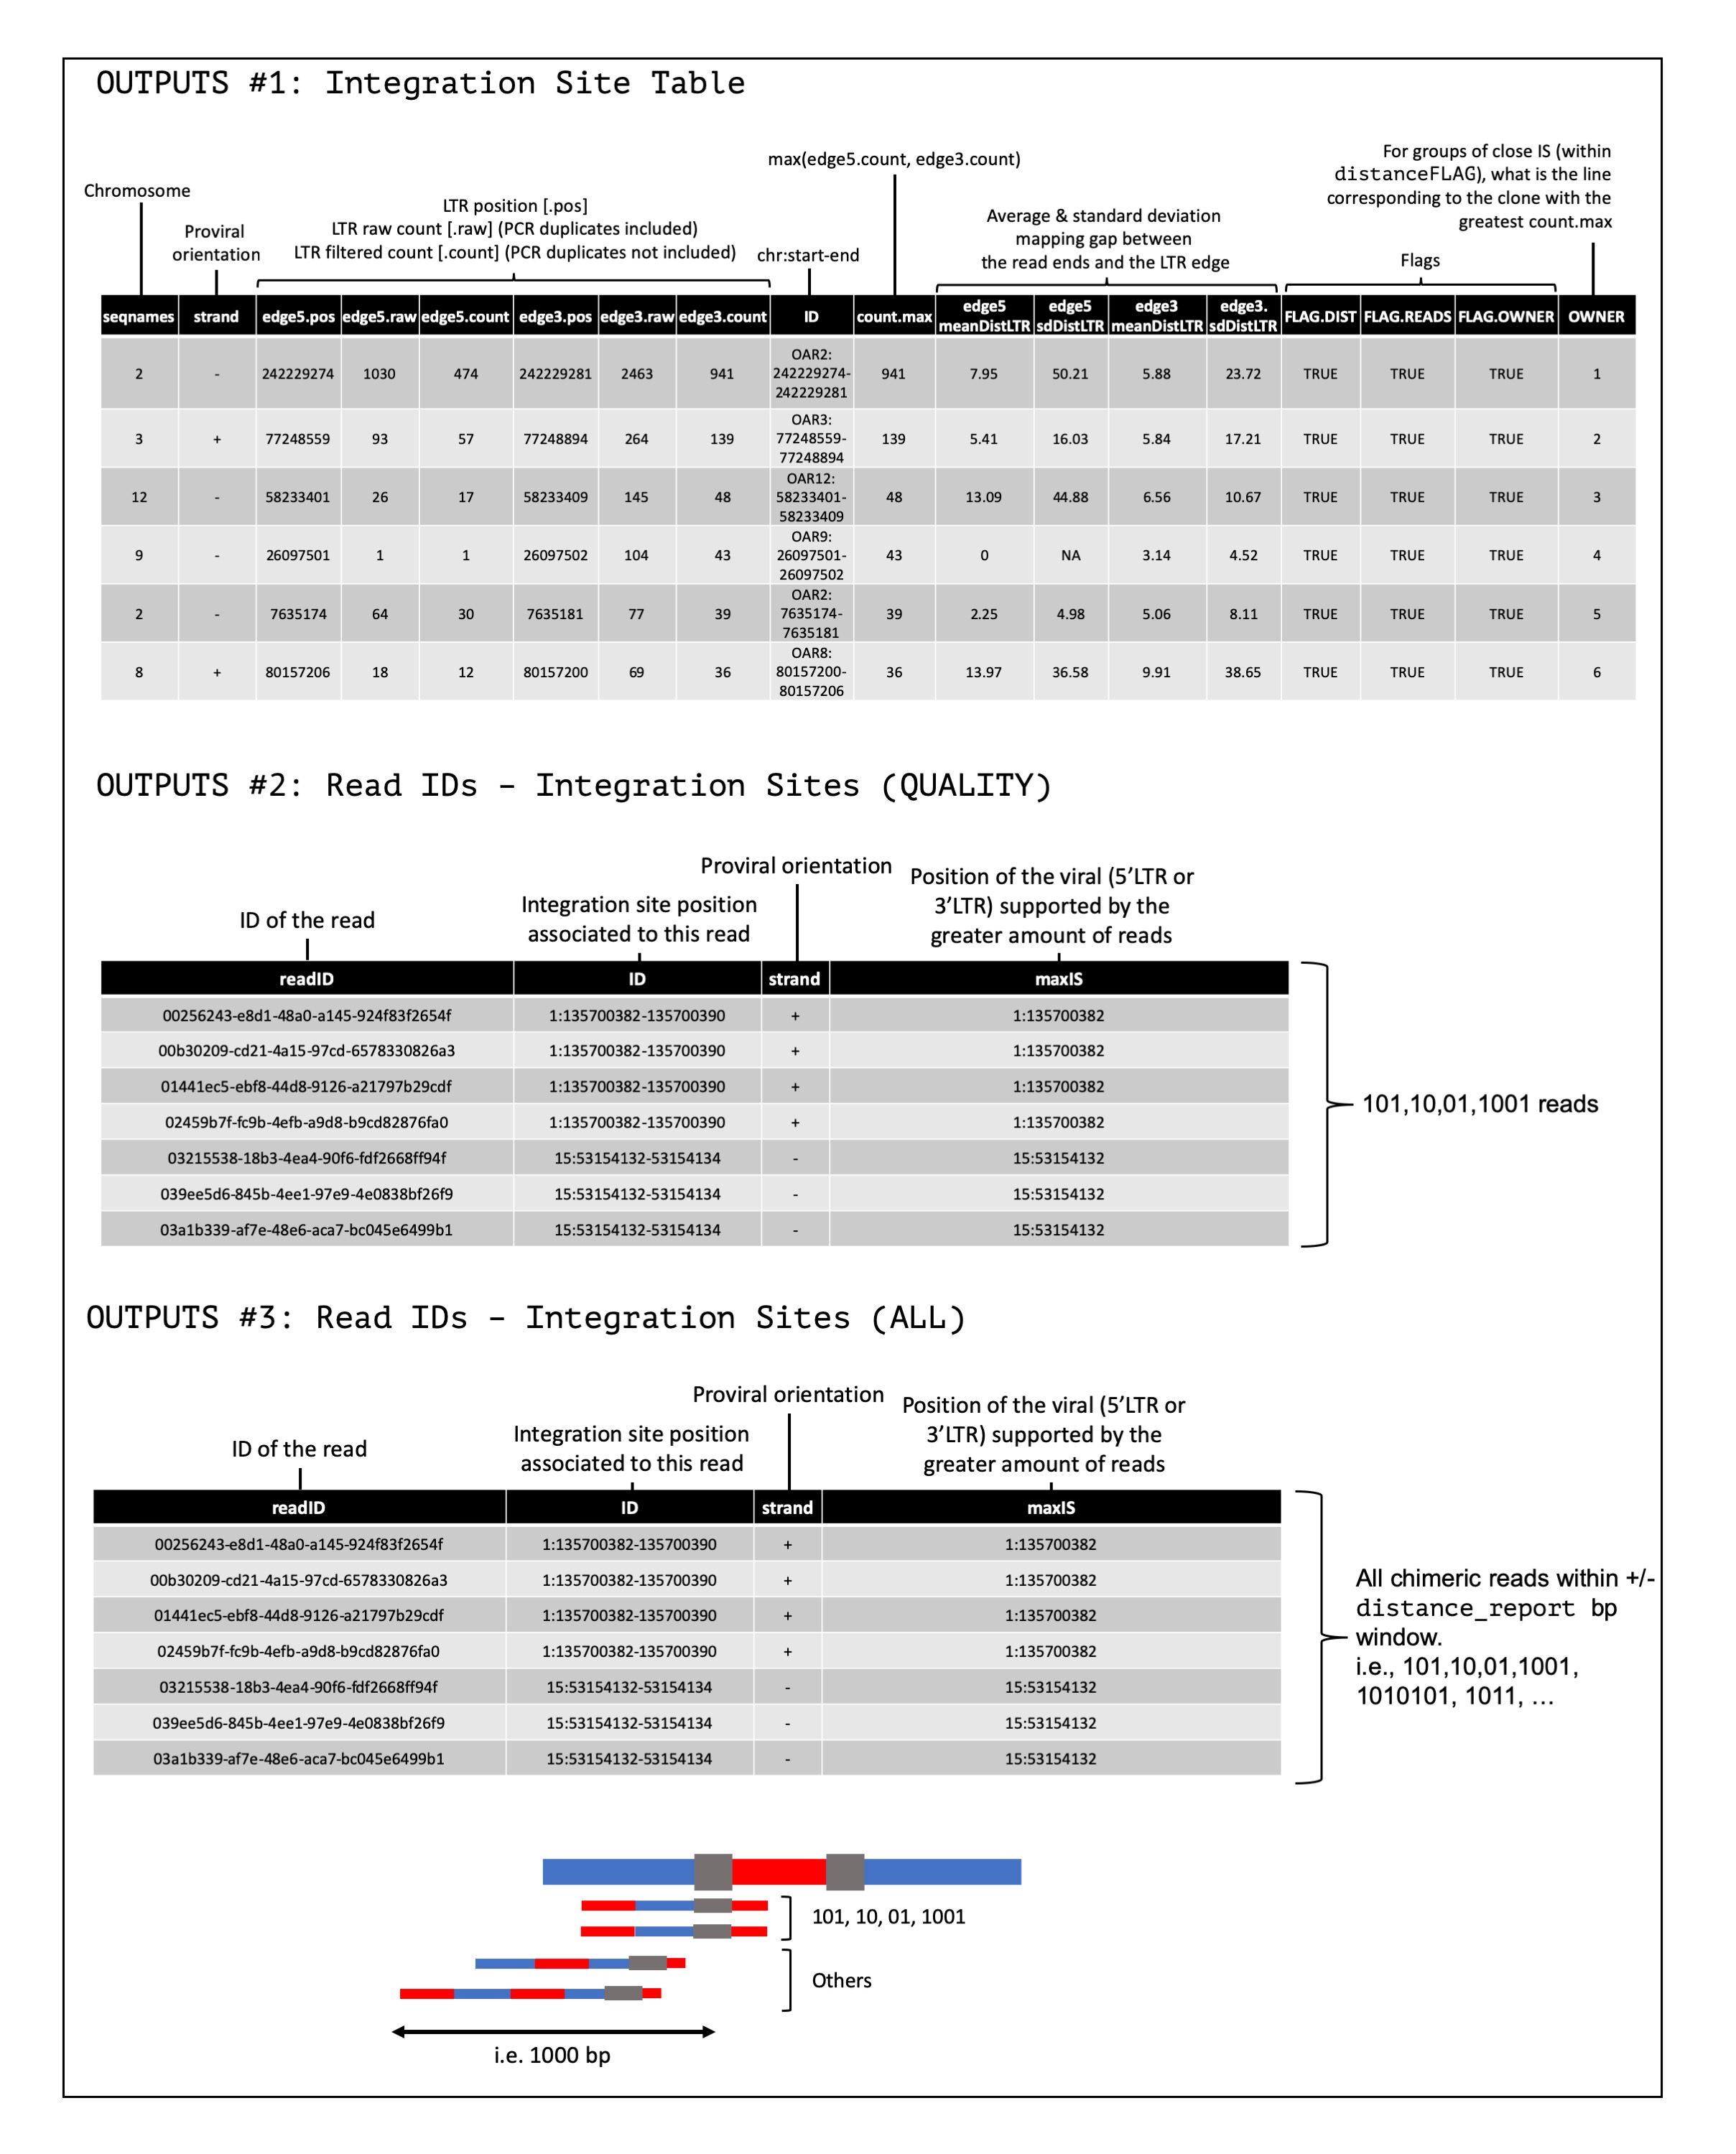 OUTPUTS #1: Integration Site Table
Chromosome
Proviral
orientation
LTR position [.pos]
LTR raw count [.raw] (PCR duplicates included)
LTR filtered count [.count] (PCR duplicates not included)
chr:start-end
max(edge5.count, edge3.count)
Average & standard deviation
mapping gap between
the read ends and the LTR edge
Flags
For groups of close IS (within
distanceFLAG), what is the line
corresponding to the clone with the
greatest count.max
seqnames strand edge5.pos edge5.raw edge5.count edge3.pos edge3.raw edge3.count ID count.max edge5 meanDistLTR edge5 sdDistLTR edge3 meanDistLTR edge3. sdDistLTR FLAG.DIST FLAG.READS FLAG.OWNER OWNER
2 - 242229274 1030 474 242229281 2463 941 OAR2: 242229274- 242229281 941 7.95 50.21 5.88 23.72 TRUE TRUE TRUE 1
3 + 77248559 93 57 77248894 264 139 OAR3: 77248559- 77248894 139 5.41 16.03 5.84 17.21 TRUE TRUE TRUE 2
12 - 58233401 26 17 58233409 145 48 OAR12: 58233401- 58233409 48 13.09 44.88 6.56 10.67 TRUE TRUE TRUE 3
9 - 26097501 1 1 26097502 104 43 OAR9: 26097501- 26097502 43 0 NA 3.14 4.52 TRUE TRUE TRUE 4
2 - 7635174 64 30 7635181 77 39 OAR2: 7635174- 7635181 39 2.25 4.98 5.06 8.11 TRUE TRUE TRUE 5
8 + 80157206 18 12 80157200 69 36 OAR8: 80157200- 80157206 36 13.97 36.58 9.91 38.65 TRUE TRUE TRUE 6
OUTPUTS #2: Read IDs – Integration Sites (QUALITY)
ID of the read
Integration site position
associated to this read
Proviral orientation
Position of the viral (5’LTR or
3’LTR) supported by the
greater amount of reads
readID ID strand maxIS
00256243-e8d1-48a0-a145-924f83f2654f 1:135700382-135700390 + 1:135700382
00b30209-cd21-4a15-97cd-6578330826a3 1:135700382-135700390 + 1:135700382
01441ec5-ebf8-44d8-9126-a21797b29cdf 1:135700382-135700390 + 1:135700382
02459b7f-fc9b-4efb-a9d8-b9cd82876fa0 1:135700382-135700390 + 1:135700382
03215538-18b3-4ea4-90f6-fdf2668ff94f 15:53154132-53154134 - 15:53154132
039ee5d6-845b-4ee1-97e9-4e0838bf26f9 15:53154132-53154134 - 15:53154132
03a1b339-af7e-48e6-aca7-bc045e6499b1 15:53154132-53154134 - 15:53154132
101,10,01,1001 reads
OUTPUTS #3: Read IDs – Integration Sites (ALL)
ID of the read
Integration site position
associated to this read
Proviral orientation
Position of the viral (5’LTR or
3’LTR) supported by the
greater amount of reads
readID ID strand maxIS
00256243-e8d1-48a0-a145-924f83f2654f 1:135700382-135700390 + 1:135700382
00b30209-cd21-4a15-97cd-6578330826a3 1:135700382-135700390 + 1:135700382
01441ec5-ebf8-44d8-9126-a21797b29cdf 1:135700382-135700390 + 1:135700382
02459b7f-fc9b-4efb-a9d8-b9cd82876fa0 1:135700382-135700390 + 1:135700382
03215538-18b3-4ea4-90f6-fdf2668ff94f 15:53154132-53154134 - 15:53154132
039ee5d6-845b-4ee1-97e9-4e0838bf26f9 15:53154132-53154134 - 15:53154132
03a1b339-af7e-48e6-aca7-bc045e6499b1 15:53154132-53154134 - 15:53154132
All chimeric reads within +/-
distance_report bp
window.
i.e., 101,10,01,1001,
1010101, 1011, …
101, 10, 01, 1001
Others
i.e. 1000 bp